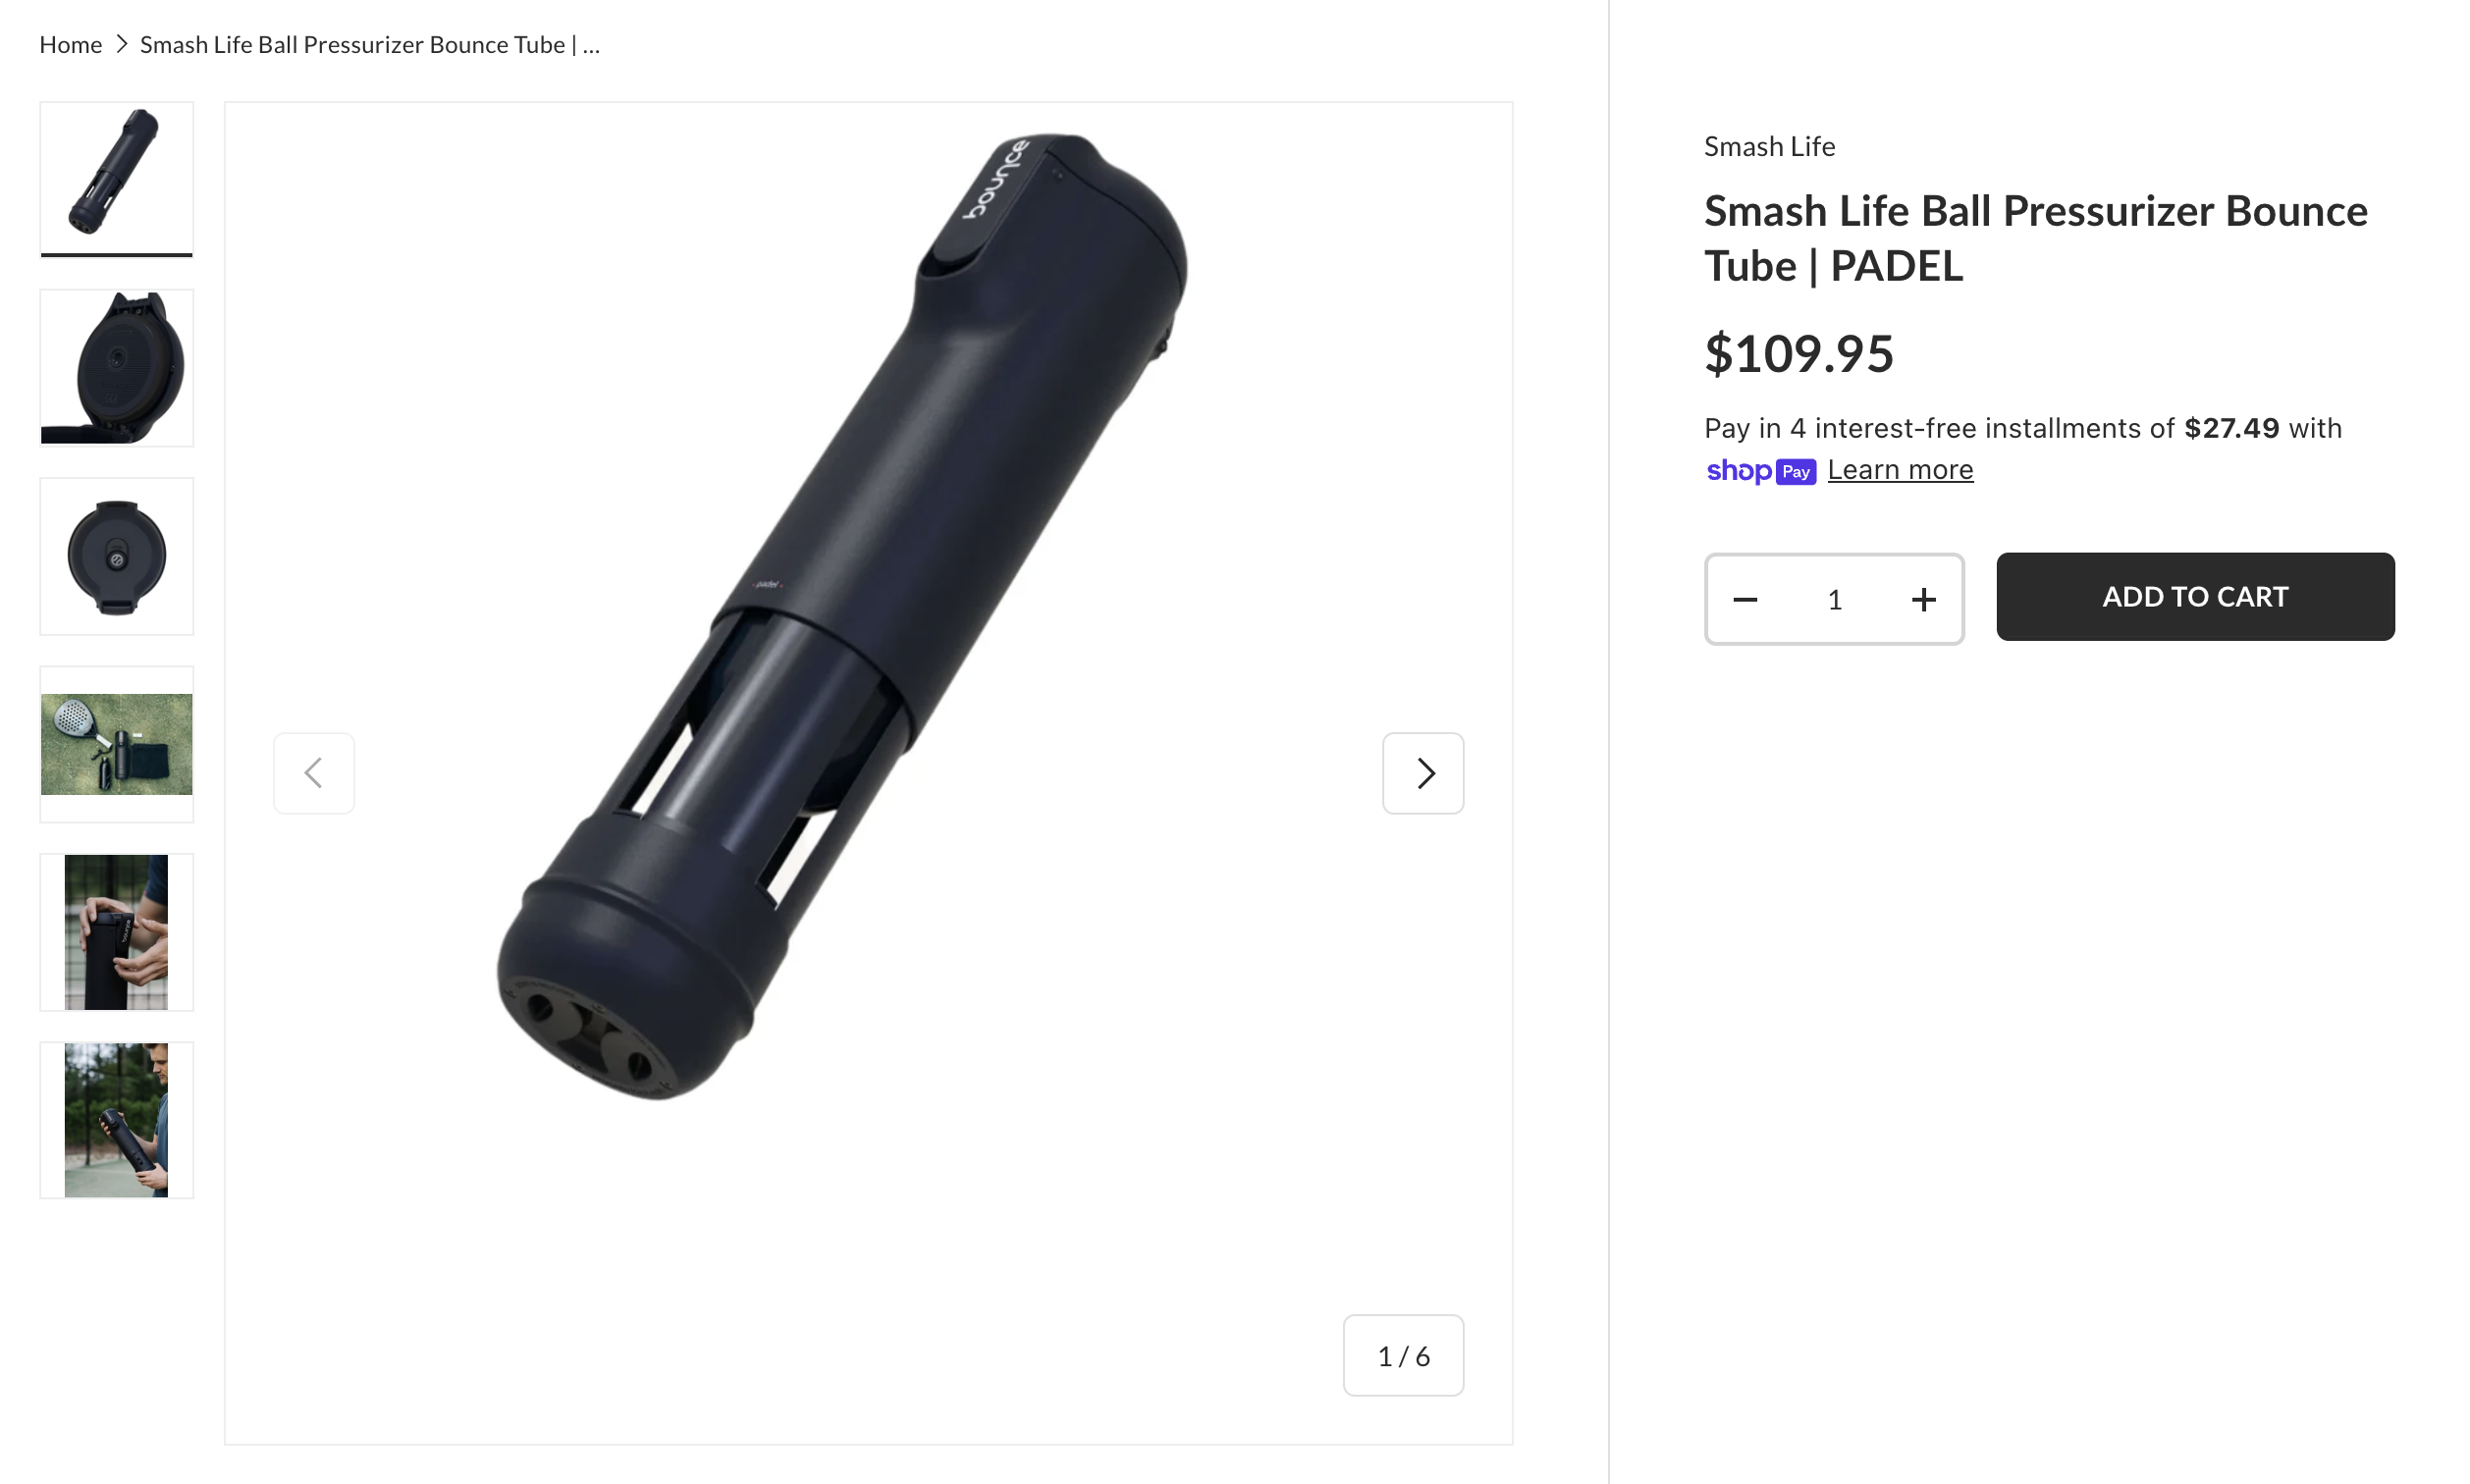 Home > Smash Life Ball Pressurizer Bounce Tube | ...
bounce
padel
Smash Life
Smash Life Ball Pressurizer Bounce
Tube | PADEL
$109.95
Pay in 4 interest-free installments of $27.49 with
shop Pay Learn more
1
ADD TO CART
1 / 6